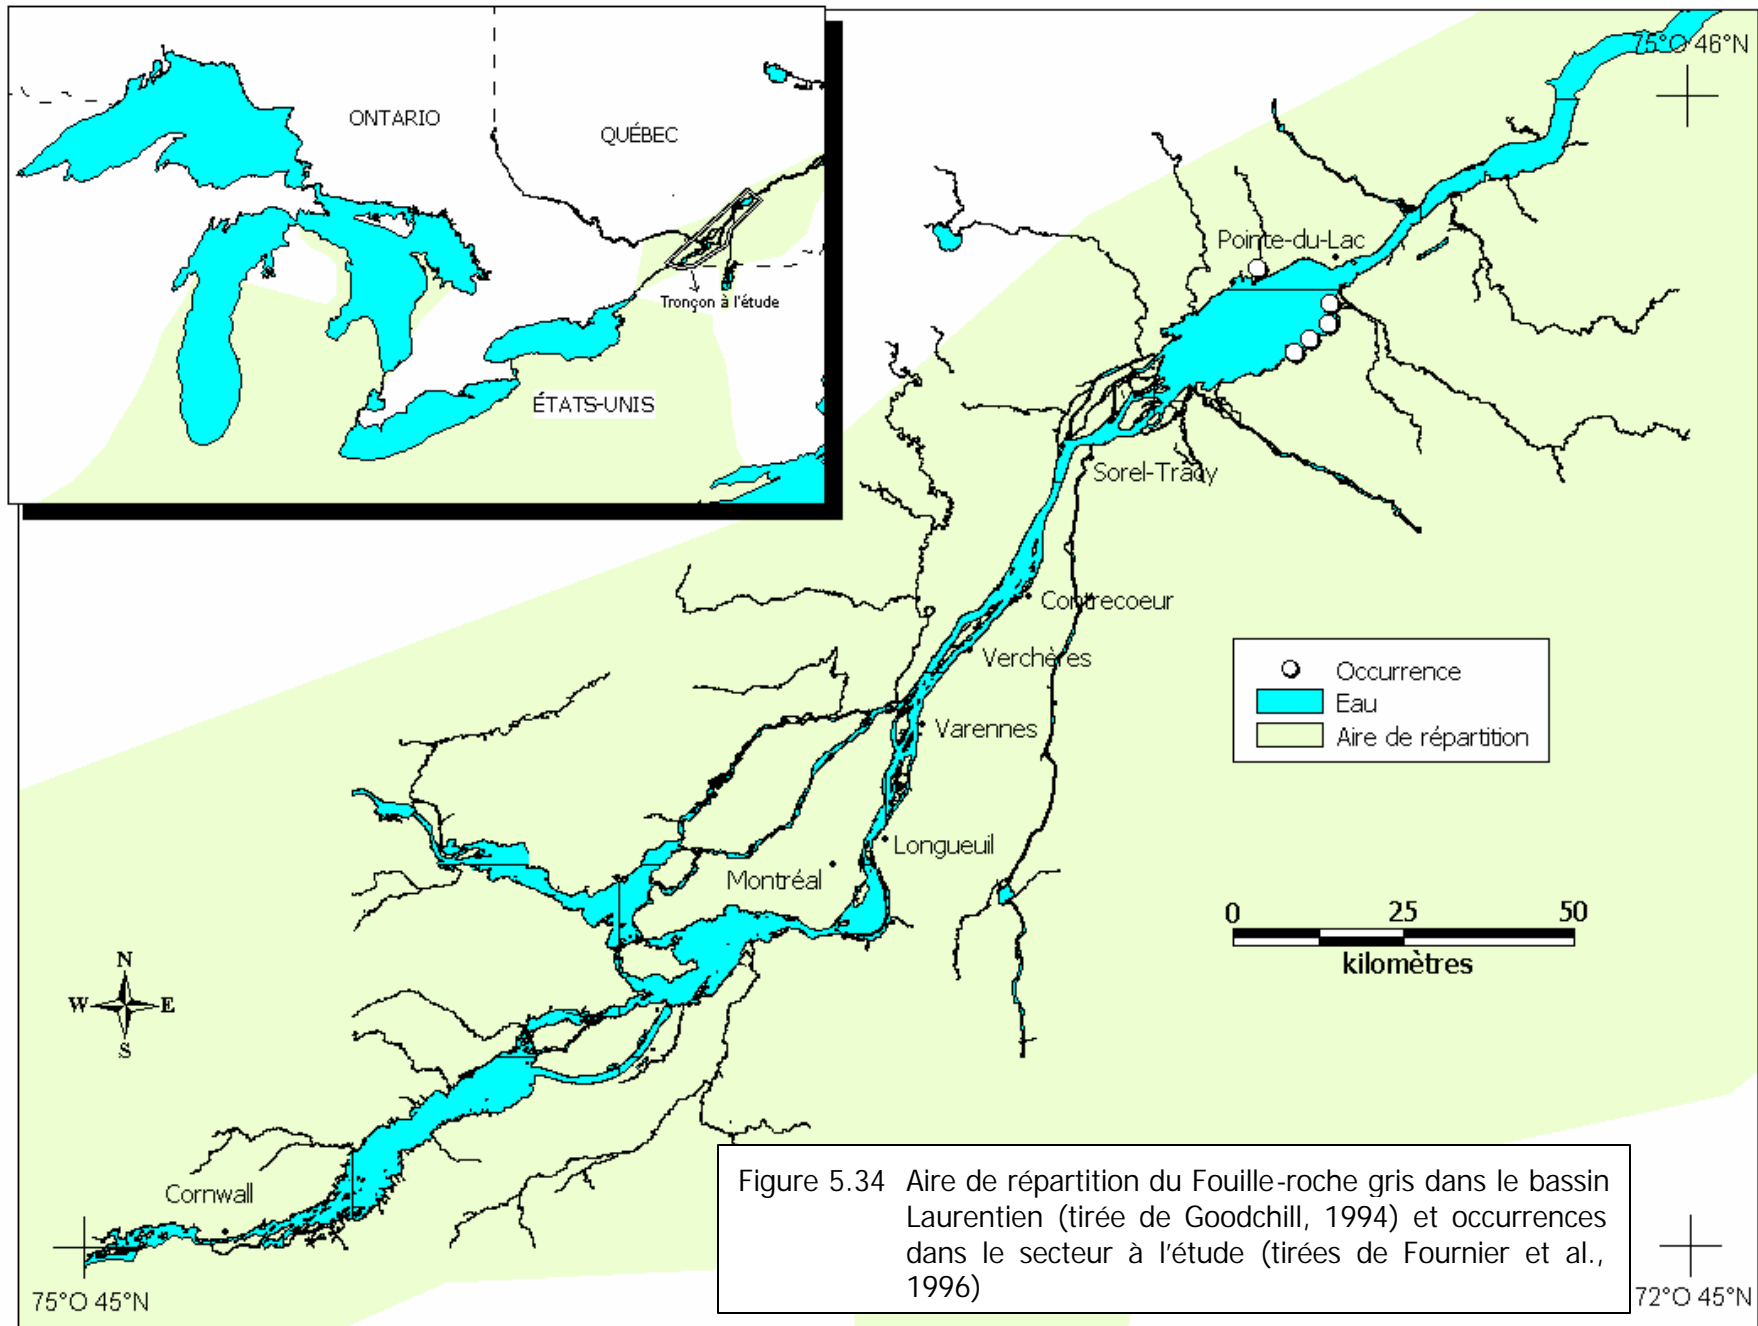 ONTARIO
QUÉBEC
Tronçon à l'étude
ÉTATS-UNIS
75°O 46°N
Pointe-du-Lac
Sorel-Tracy
Contrecoeur
Verchères
Varennes
Longueuil
Montréal
Cornwall
Occurrence
Eau
Aire de répartition
0 25 50
kilomètres
N
W E
S
75°O 45°N
72°O 45°N
Figure 5.34 Aire de répartition du Fouille-roche gris dans le bassin
Laurentien (tirée de Goodchill, 1994) et occurrences
dans le secteur à l'étude (tirées de Fournier et al.,
1996)